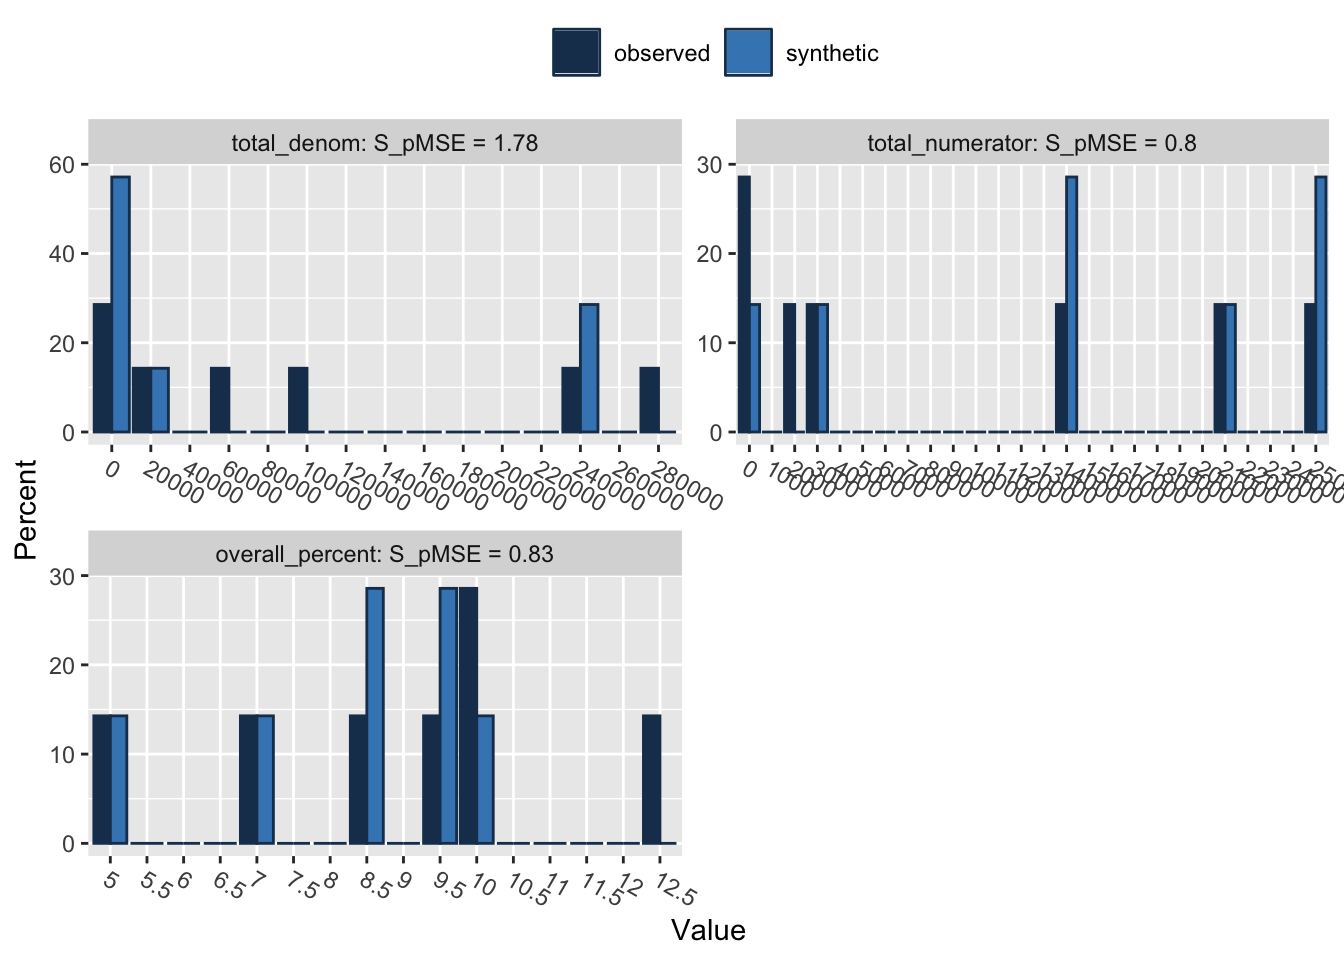 observed synthetic
total_denom: S_pMSE = 1.78
60
40
20
0
0 20000 40000 60000 80000 100000 120000 140000 160000 180000 200000 220000 240000 260000 280000
total_numerator: S_pMSE = 0.8
30
20
10
0
0
Percent
overall_percent: S_pMSE = 0.83
30
20
10
0
5 5.5 6 6.5 7 7.5 8 8.5 9 9.5 10 10.5 11 11.5 12 12.5
Value